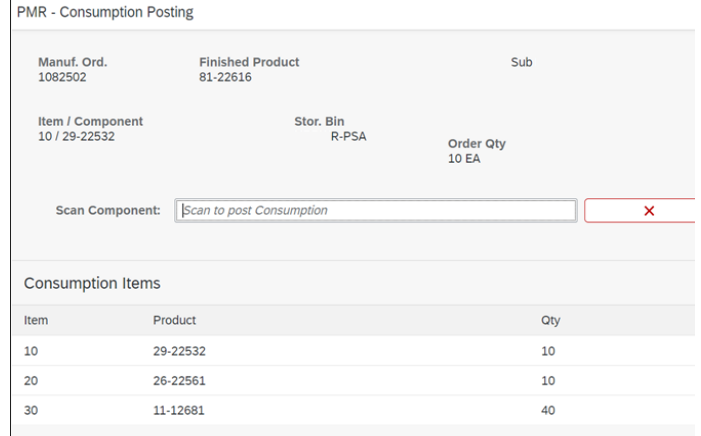 PMR - Consumption Posting
Manuf. Ord. Finished Product Sub
1082502 81-22616
Item / Component Stor. Bin
10 / 29-22532 R-PSA
Order Qty
10 EA
Scan Component: Scan to post Consumption ✕
Consumption Items
Item Product Qty
10 29-22532 10
20 26-22561 10
30 11-12681 40